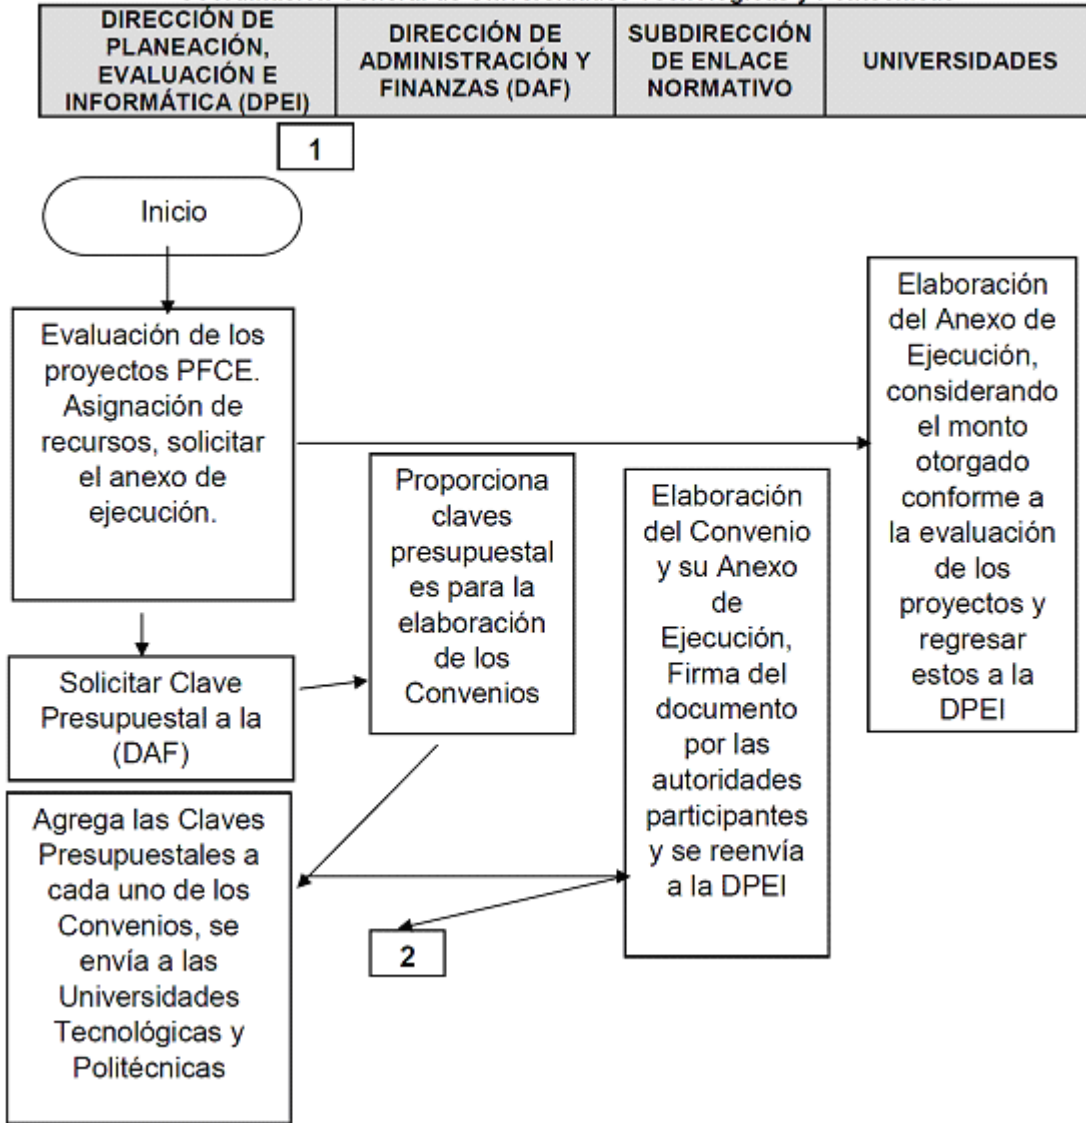 DIRECCIÓN DE
PLANEACIÓN,
EVALUACIÓN E
INFORMÁTICA (DPEI)
DIRECCIÓN DE
ADMINISTRACIÓN Y
FINANZAS (DAF)
SUBDIRECCIÓN
DE ENLACE
NORMATIVO
UNIVERSIDADES
1
Inicio
Evaluación de los
proyectos PFCE.
Asignación de
recursos, solicitar
el anexo de
ejecución.
Solicitar Clave
Presupuestal a la
(DAF)
Agrega las Claves
Presupuestales a
cada uno de los
Convenios, se
envía a las
Universidades
Tecnológicas y
Politécnicas
Proporciona
claves
presupuestal
es para la
elaboración
de los
Convenios
2
Elaboración
del Convenio
y su Anexo
de
Ejecución,
Firma del
documento
por las
autoridades
participantes
y se reenvía
a la DPEI
Elaboración
del Anexo de
Ejecución,
considerando
el monto
otorgado
conforme a
la evaluación
de los
proyectos y
regresar
estos a la
DPEI